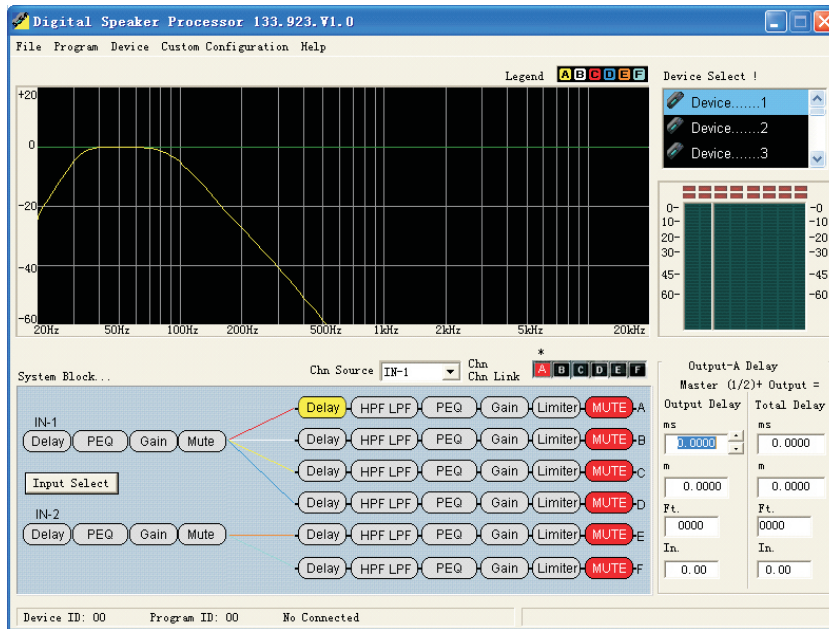 Digital Speaker Processor 133.923.V1.0
File Program Device Custom Configuration Help
Legend A B C D E F
Device Select !
+20
0
-20
-40
-60
20Hz 50Hz 100Hz 200Hz 500Hz 1kHz 2kHz 5kHz 20kHz
Device.......1
Device.......2
Device.......3
0- -0
10- -10
20- -20
30- -30
45- -45
60- -60
System Block...
Chn Source IN-1
Chn
Chn Link
*
A B C D E F
IN-1
Delay PEQ Gain Mute
Input Select
IN-2
Delay PEQ Gain Mute
Delay HPF LPF PEQ Gain Limiter MUTE A
Delay HPF LPF PEQ Gain Limiter MUTE B
Delay HPF LPF PEQ Gain Limiter MUTE C
Delay HPF LPF PEQ Gain Limiter MUTE D
Delay HPF LPF PEQ Gain Limiter MUTE E
Delay HPF LPF PEQ Gain Limiter MUTE F
Output-A Delay
Master (1/2)+ Output =
Output Delay Total Delay
ms ms
0.0000 0.0000
m m
0.0000 0.0000
Ft. Ft.
0000 0000
In. In.
0.00 0.00
Device ID: 00 Program ID: 00 No Connected